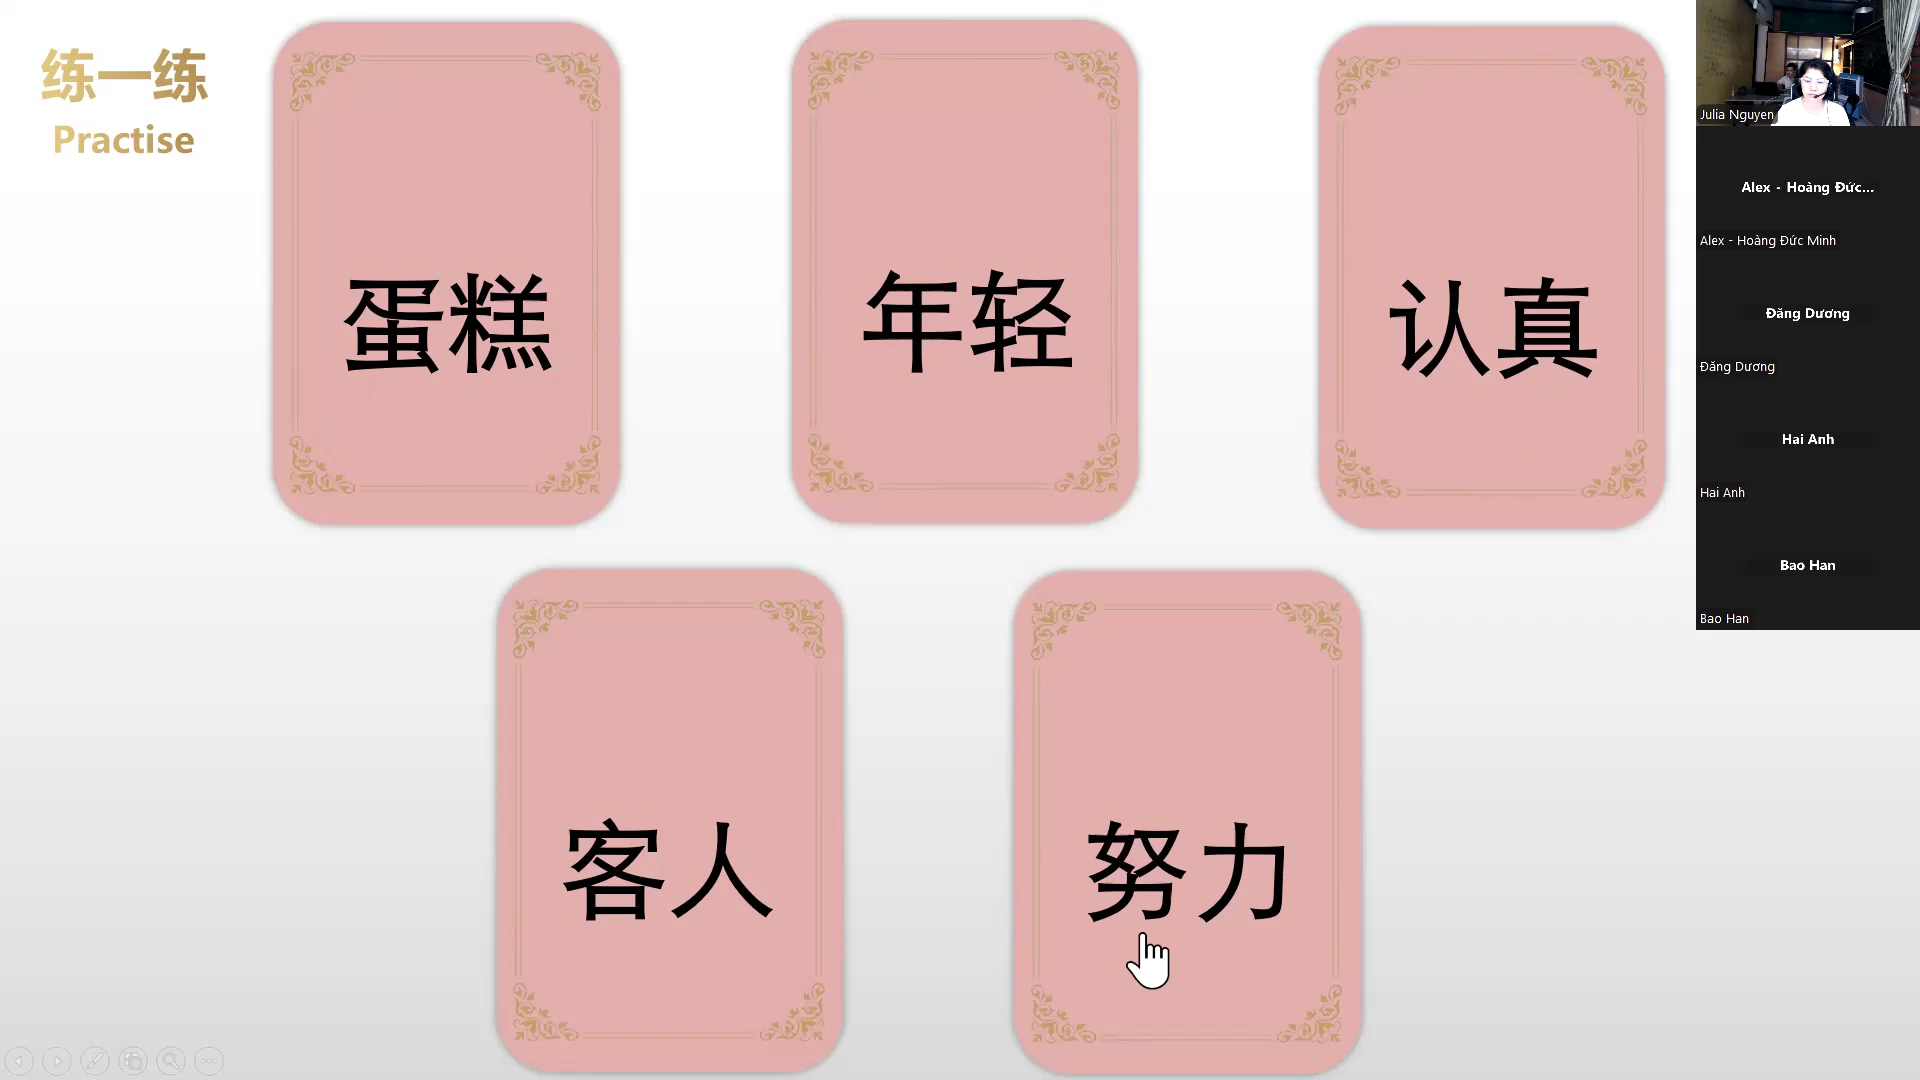 练一练
Practise
蛋糕
年轻
认真
客人
努力
Julia Nguyen
Alex - Hoàng Đức...
Alex - Hoàng Đức Minh
Đăng Dương
Đăng Dương
Hai Anh
Hai Anh
Bao Han
Bao Han